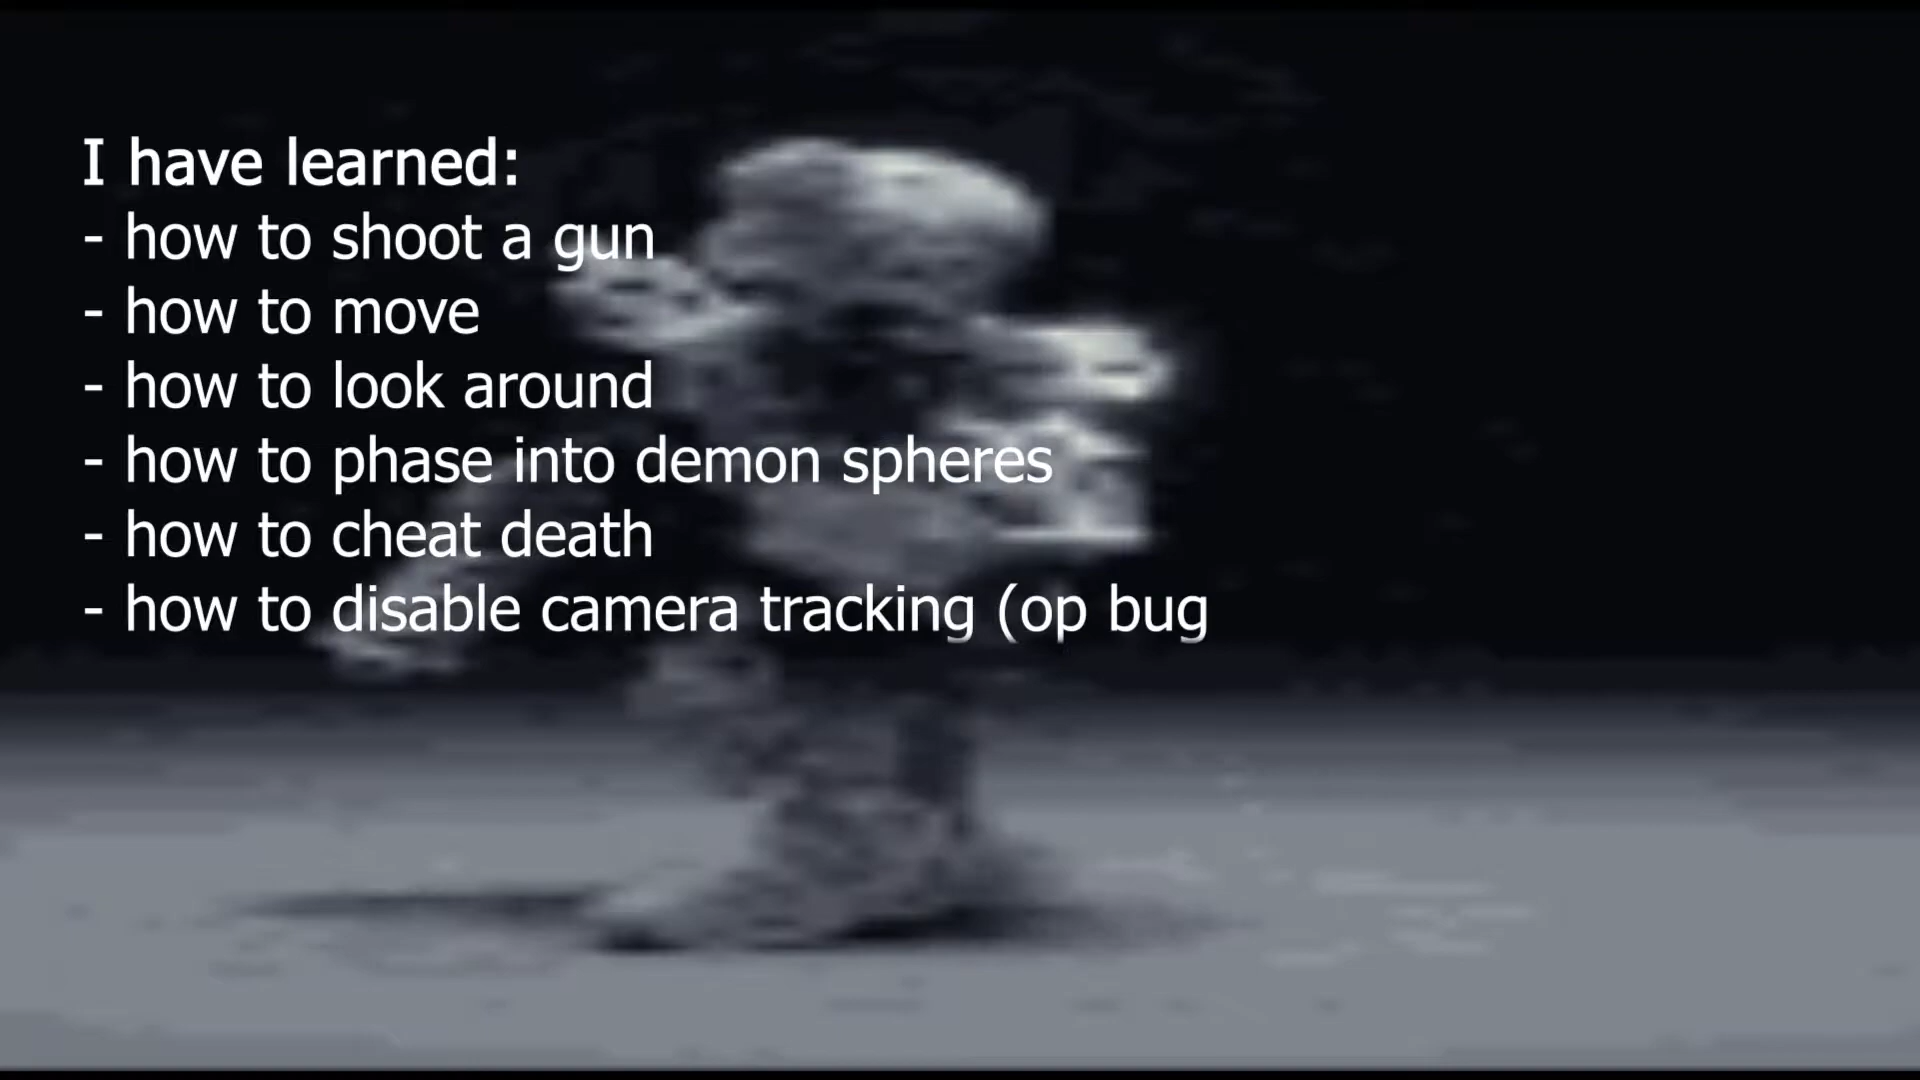 I have learned:
- how to shoot a gun
- how to move
- how to look around
- how to phase into demon spheres
- how to cheat death
- how to disable camera tracking (op bug